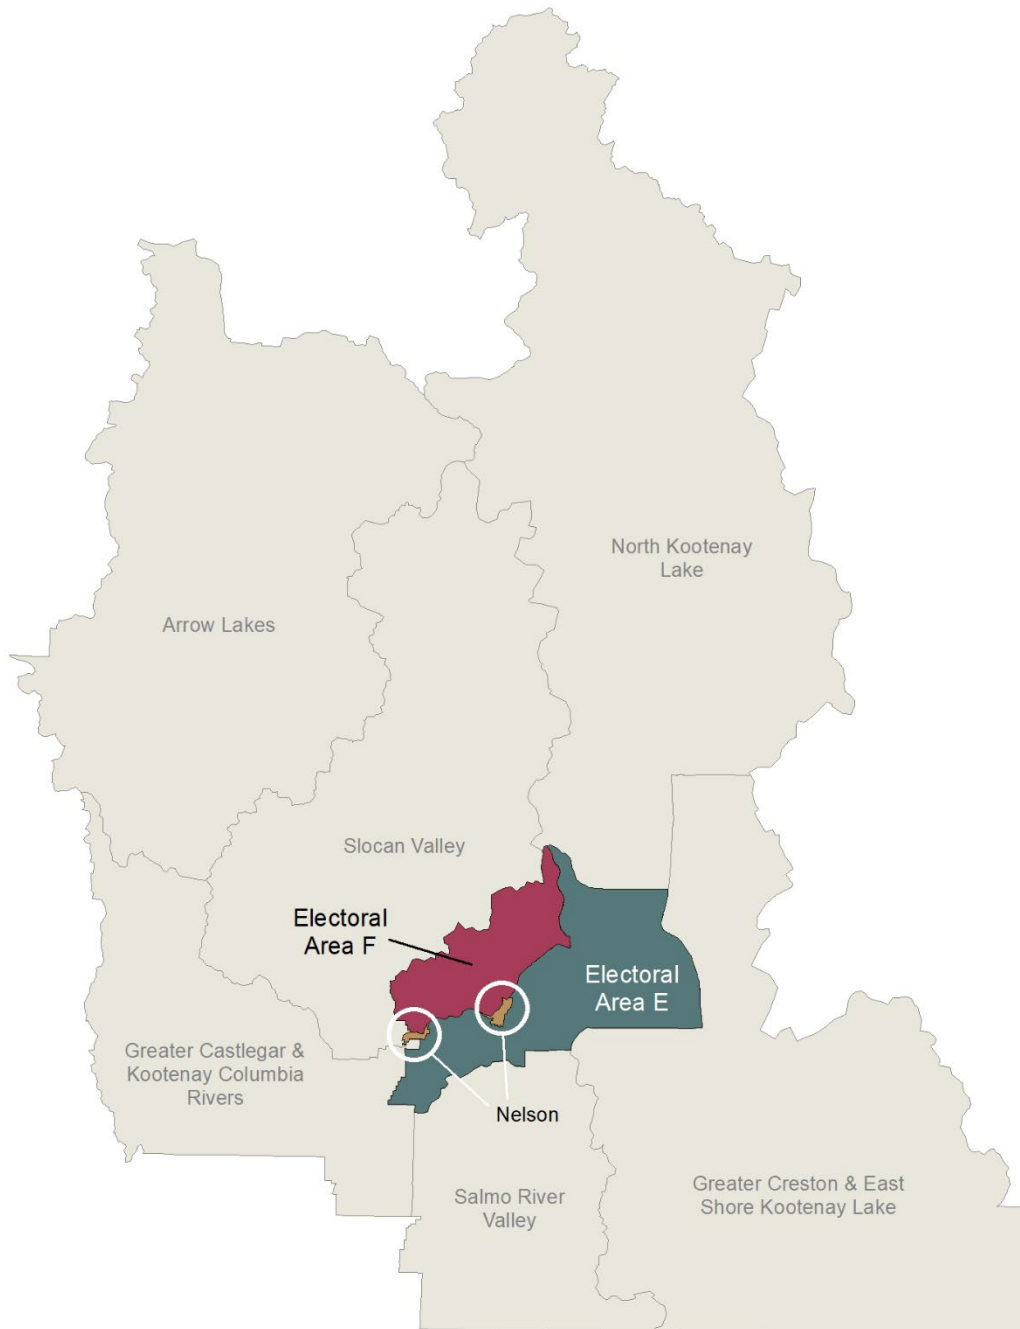 North Kootenay
Lake
Arrow Lakes
Slocan Valley
Electoral
Area F
Electoral
Area E
Greater Castlegar &
Kootenay Columbia
Rivers
Nelson
Salmo River
Valley
Greater Creston & East
Shore Kootenay Lake